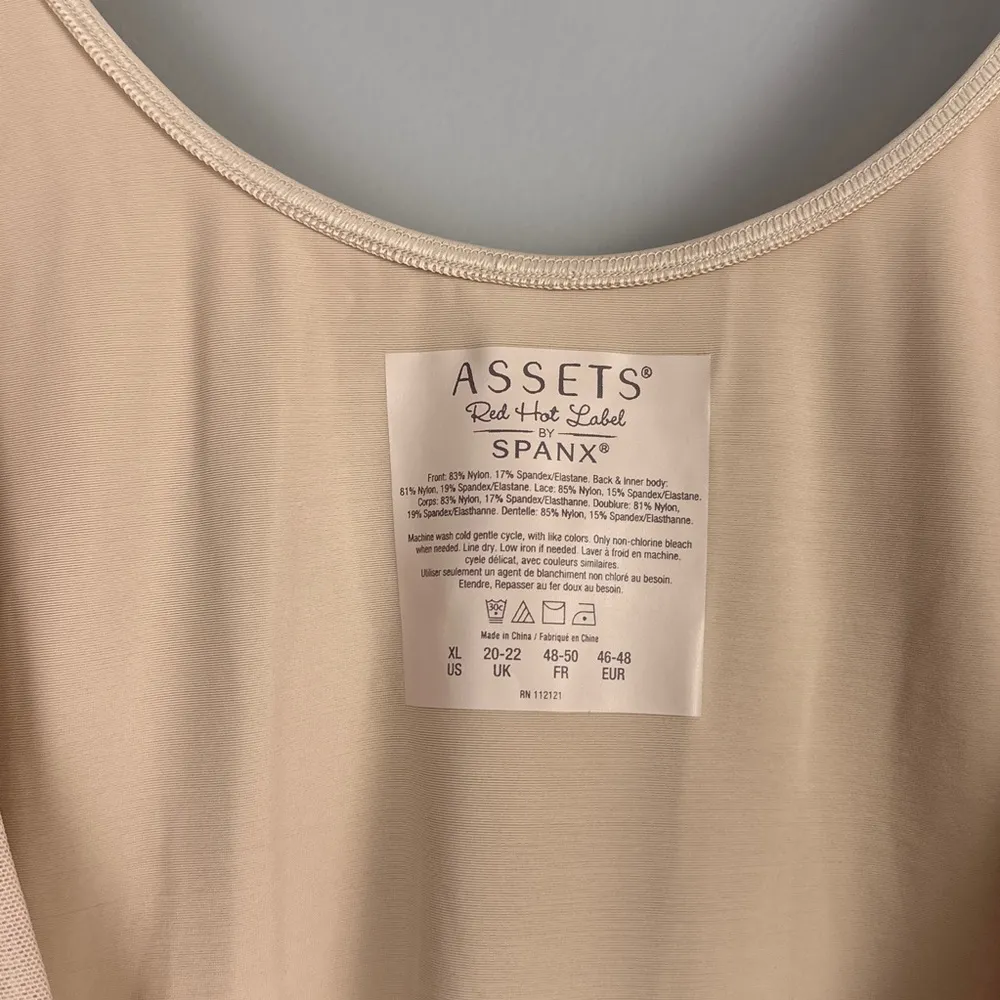 ASSETS®
Red Hot Label
BY
SPANX®
Front: 83% Nylon, 17% Spandex/Elastane. Back & Inner body:
81% Nylon, 19% Spandex/Elastane. Lace: 85% Nylon, 15% Spandex/Elastane.
Corps: 83% Nylon, 17% Spandex/Elasthanne. Doublure: 81% Nylon,
19% Spandex/Elasthanne. Dentelle: 85% Nylon, 15% Spandex/Elasthanne.
Machine wash cold gentle cycle, with like colors. Only non-chlorine bleach
when needed. Line dry. Low iron if needed. Laver à froid en machine.
cycle délicat, avec couleurs similaires.
Utiliser seulement un agent de blanchiment non chloré au besoin.
Etendre, Repasser au fer doux au besoin.
30c
Made in China / Fabriqué en Chine
XL 20-22 48-50 46-48
US UK FR EUR
RN 112121